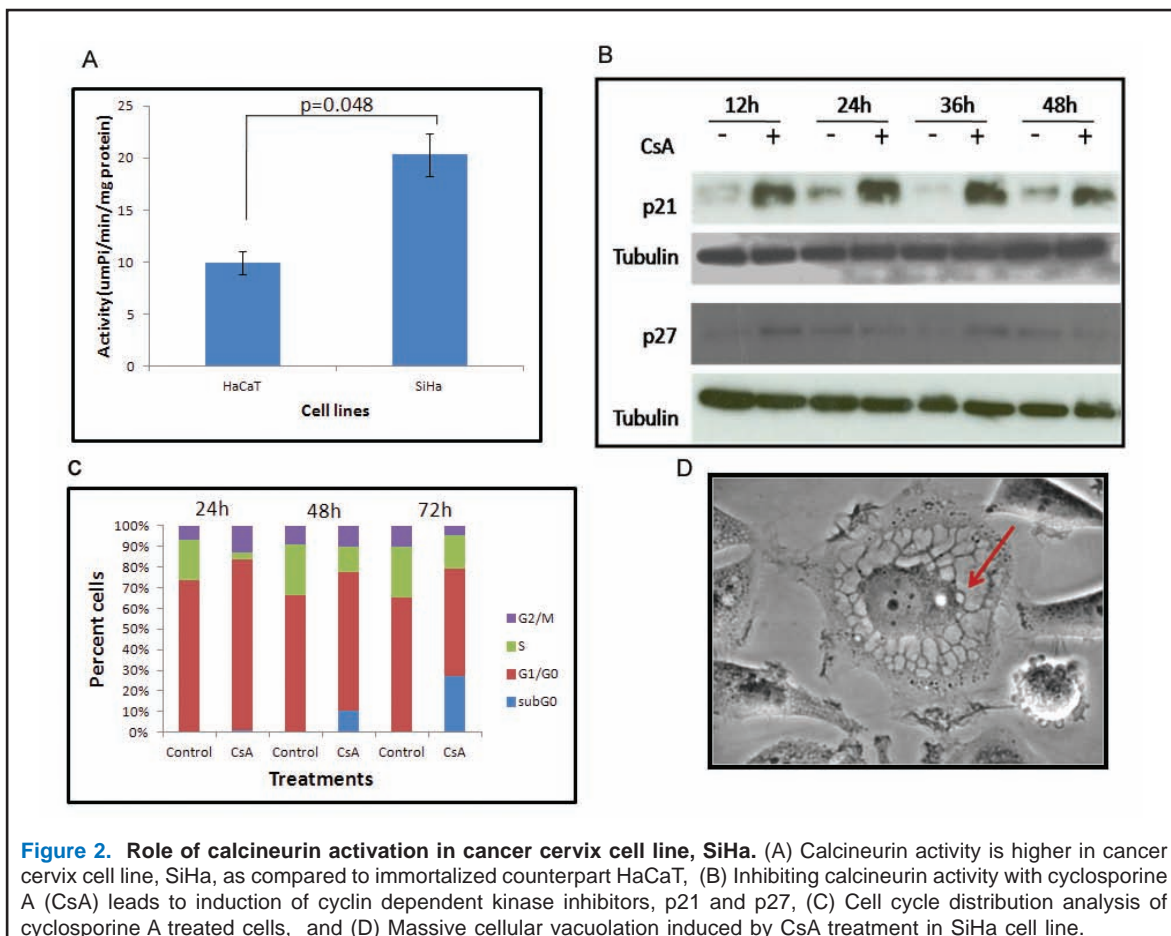 A
p=0.048
25
20
15
10
5
0
Activity(umPi/min/mg protein)
HaCaT
SiHa
Cell lines
B
12h 24h 36h 48h
CsA - + - + - + - +
p21
Tubulin
p27
Tubulin
C
24h 48h 72h
100%
90%
80%
70%
60%
50%
40%
30%
20%
10%
0%
Percent cells
Control CsA Control CsA Control CsA
Treatments
G2/M
S
G1/G0
subG0
D
Figure 2. Role of calcineurin activation in cancer cervix cell line, SiHa. (A) Calcineurin activity is higher in cancer
cervix cell line, SiHa, as compared to immortalized counterpart HaCaT, (B) Inhibiting calcineurin activity with cyclosporine
A (CsA) leads to induction of cyclin dependent kinase inhibitors, p21 and p27, (C) Cell cycle distribution analysis of
cyclosporine A treated cells, and (D) Massive cellular vacuolation induced by CsA treatment in SiHa cell line.